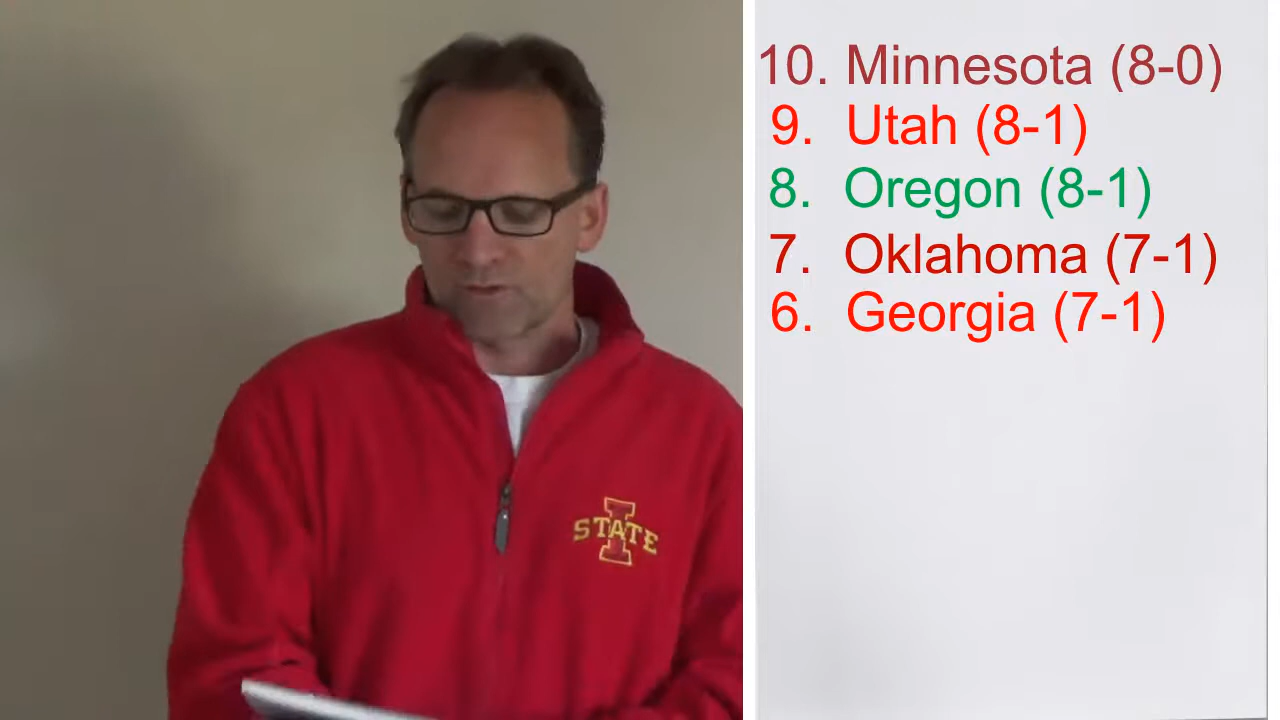 10. Minnesota (8-0)
9. Utah (8-1)
8. Oregon (8-1)
7. Oklahoma (7-1)
6. Georgia (7-1)
I
STATE